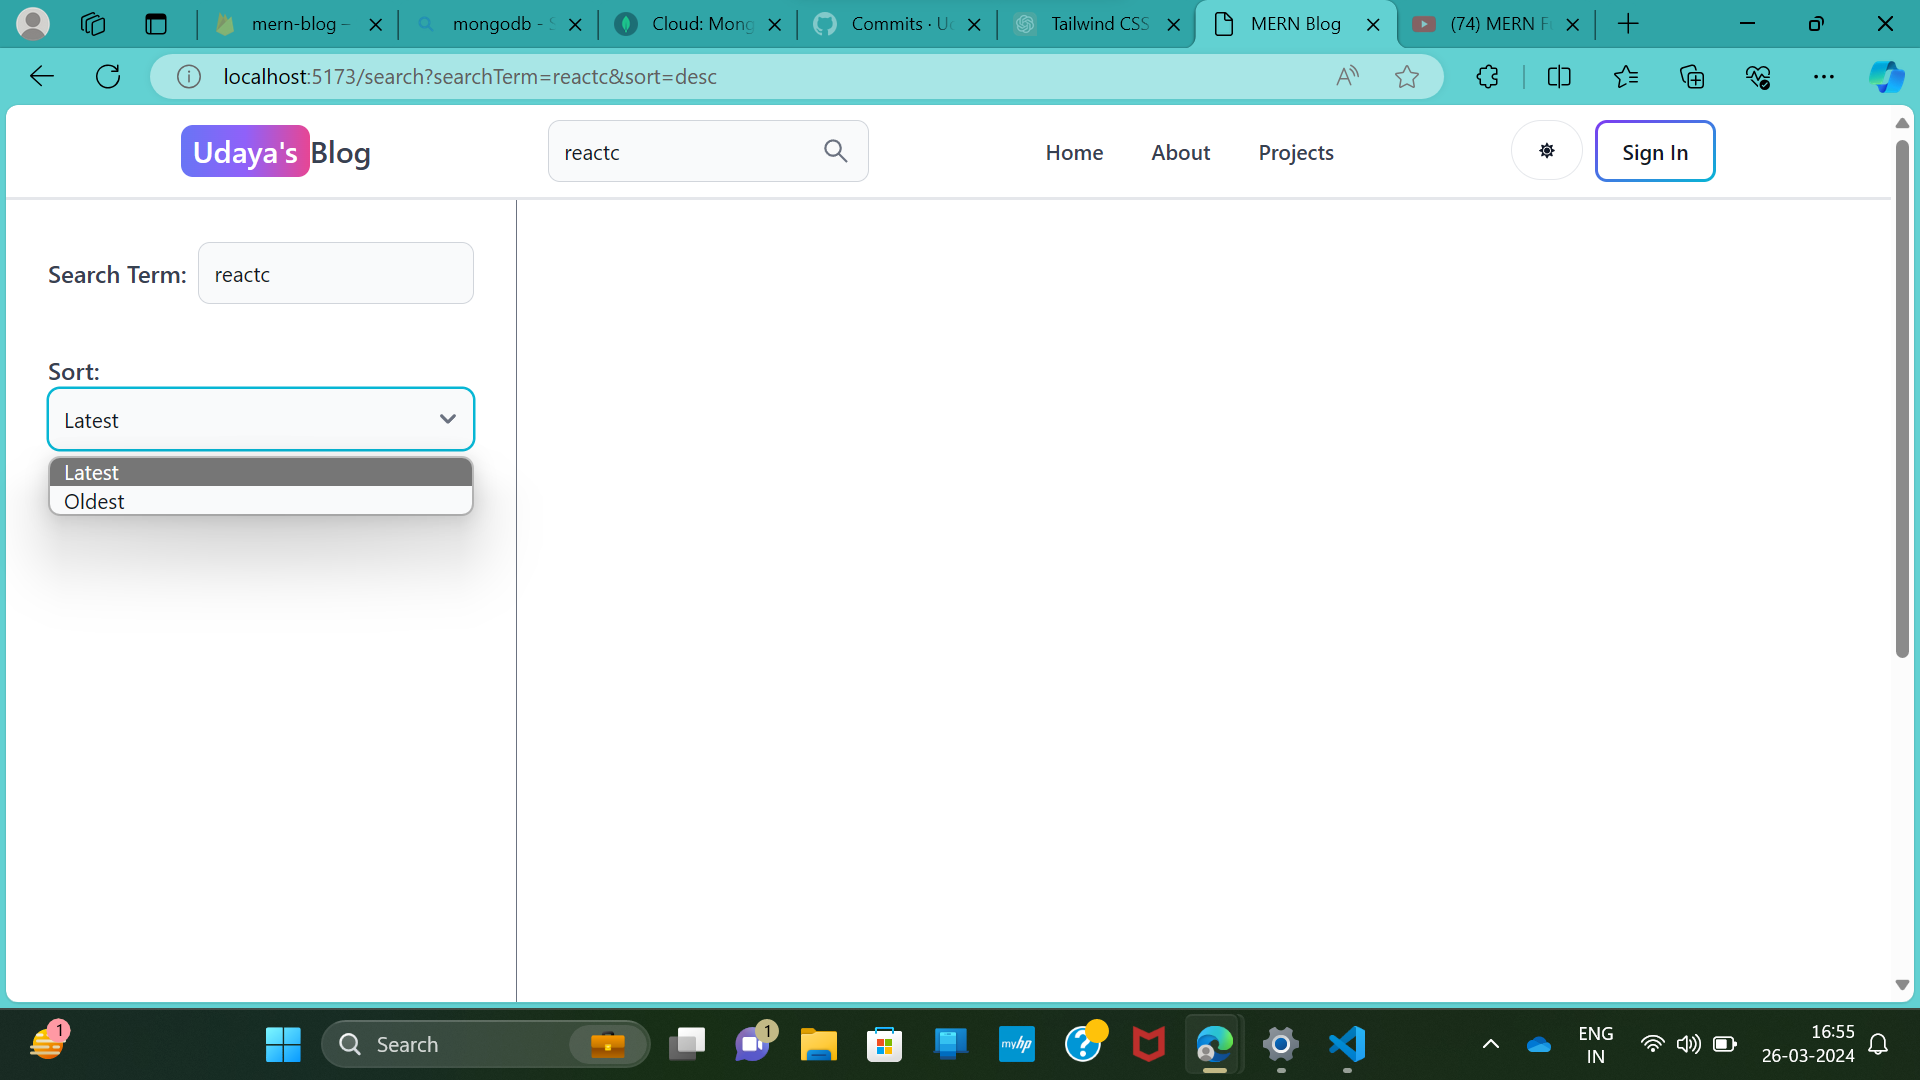 mern-blog –
mongodb - S
Cloud: Mong
Commits · Ud
Tailwind CSS
MERN Blog
(74) MERN F
localhost:5173/search?searchTerm=reactc&sort=desc
Udaya's Blog
reactc
Home
About
Projects
Sign In
Search Term:
reactc
Sort:
Latest
Latest
Oldest
1
Search
1
myhp
ENG
IN
16:55
26-03-2024